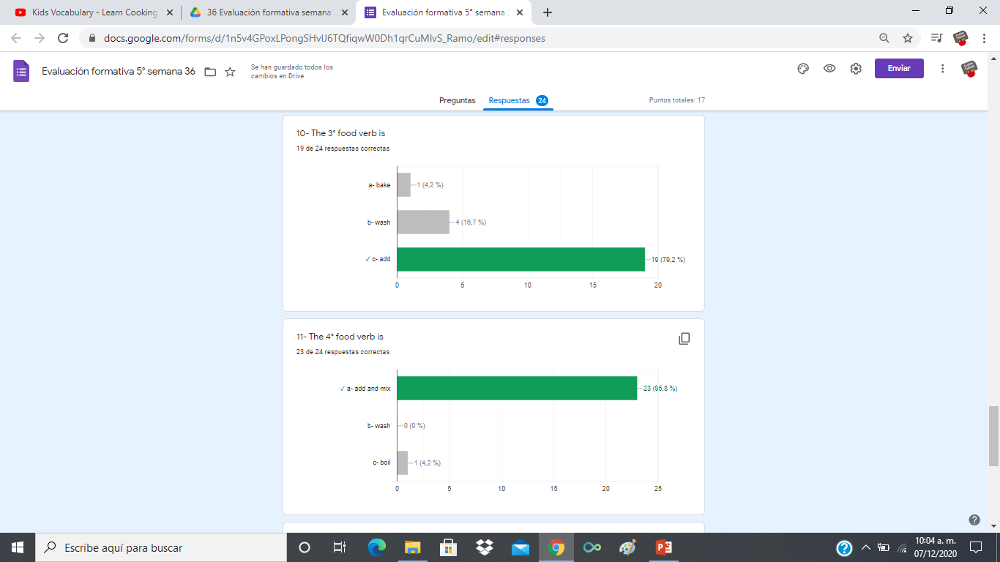 Kids Vocabulary - Learn Cooking
36 Evaluación formativa semana
Evaluación formativa 5° semana 3
docs.google.com/forms/d/1n5v4GPoxLPongSHvIJ6TQfiqwW0Dh1qrCuMlvS_Ramo/edit#responses
Evaluación formativa 5° semana 36
Se han guardado todos los
cambios en Drive
Enviar
Preguntas
Respuestas 24
Puntos totales: 17
10- The 3° food verb is
19 de 24 respuestas correctas
a- bake
1 (4,2 %)
b- wash
4 (16,7 %)
✓ c- add
19 (79,2 %)
0 5 10 15 20
11- The 4° food verb is
23 de 24 respuestas correctas
✓ a- add and mix
23 (95,8 %)
b- wash
0 (0 %)
c- boil
1 (4,2 %)
0 5 10 15 20 25
Escribe aquí para buscar
10:04 a. m.
07/12/2020